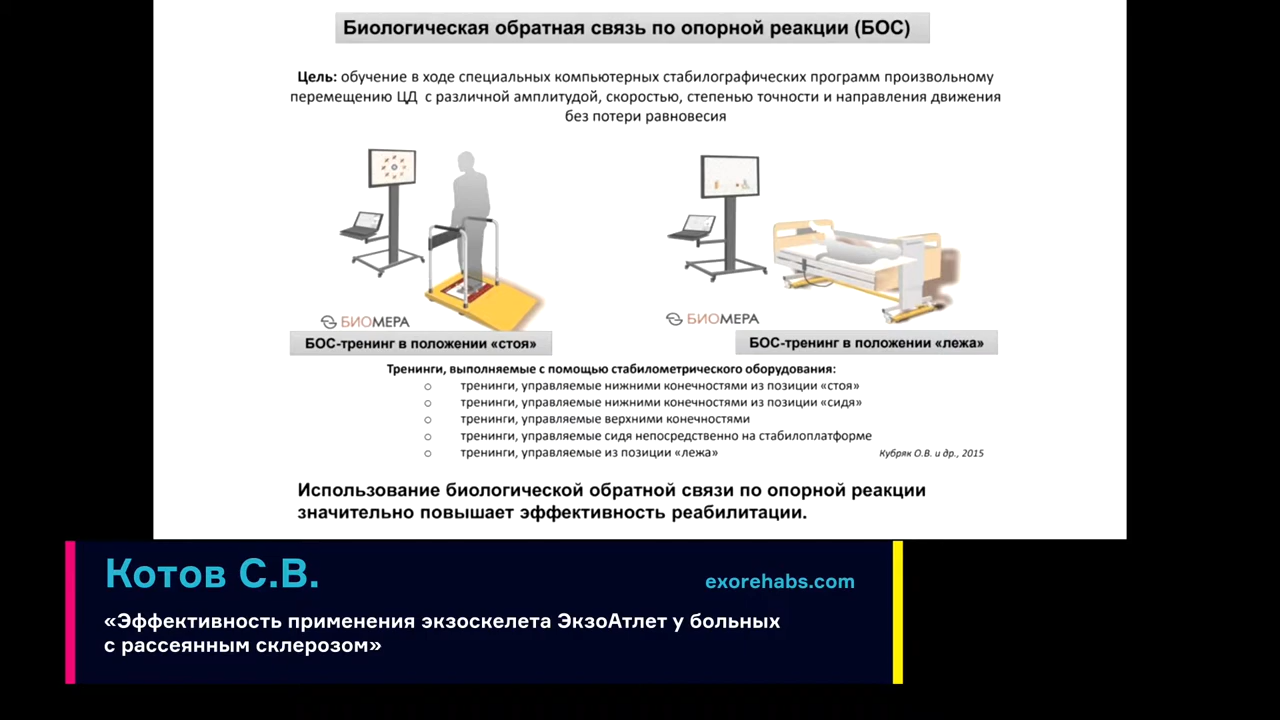 Биологическая обратная связь по опорной реакции (БОС)
Цель: обучение в ходе специальных компьютерных стабилографических программ произвольному
перемещению ЦД с различной амплитудой, скоростью, степенью точности и направления движения
без потери равновесия
БИОМЕРА
БИОМЕРА
БОС-тренинг в положении «стоя»
БОС-тренинг в положении «лежа»
Тренинги, выполняемые с помощью стабилометрического оборудования:
o тренинги, управляемые нижними конечностями из позиции «стоя»
o тренинги, управляемые нижними конечностями из позиции «сидя»
o тренинги, управляемые верхними конечностями
o тренинги, управляемые сидя непосредственно на стабилоплатформе
o тренинги, управляемые из позиции «лежа»
Кубряк О.В. и др., 2015
Использование биологической обратной связи по опорной реакции
значительно повышает эффективность реабилитации.
Котов С.В.
exorehabs.com
«Эффективность применения экзоскелета ЭкзоАтлет у больных
с рассеянным склерозом»